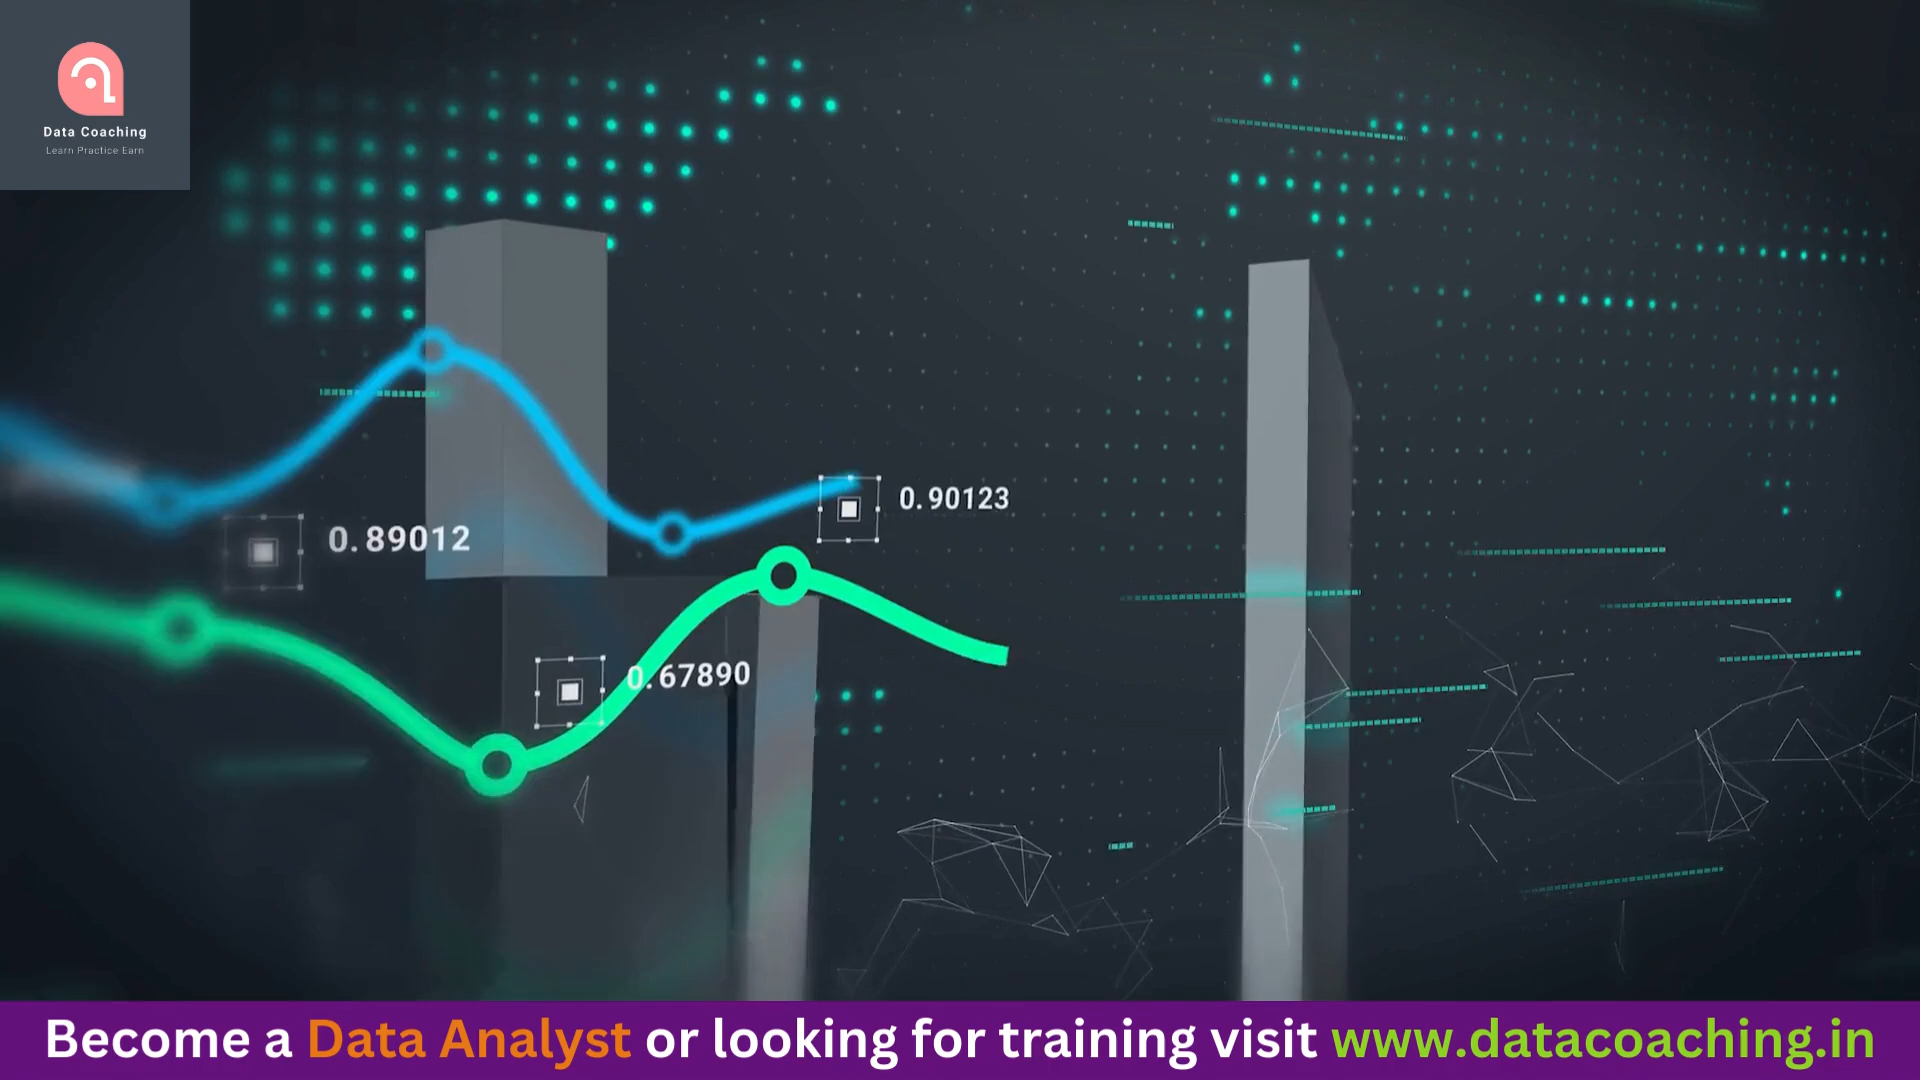 Data Coaching
Learn Practice Earn
0.90123
0.89012
0.67890
Become a Data Analyst or looking for training visit www.datacoaching.in